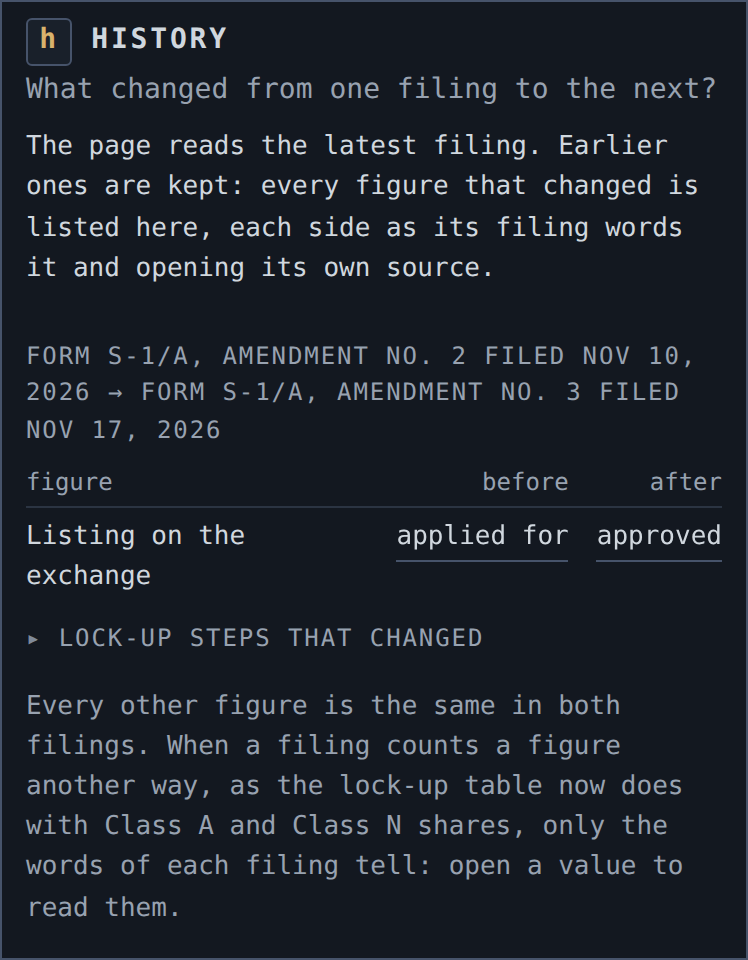 h HISTORY
What changed from one filing to the next?
The page reads the latest filing. Earlier
ones are kept: every figure that changed is
listed here, each side as its filing words
it and opening its own source.
FORM S-1/A, AMENDMENT NO. 2 FILED NOV 10,
2026 → FORM S-1/A, AMENDMENT NO. 3 FILED
NOV 17, 2026
figure before after
Listing on the applied for approved
exchange
▸ LOCK-UP STEPS THAT CHANGED
Every other figure is the same in both
filings. When a filing counts a figure
another way, as the lock-up table now does
with Class A and Class N shares, only the
words of each filing tell: open a value to
read them.